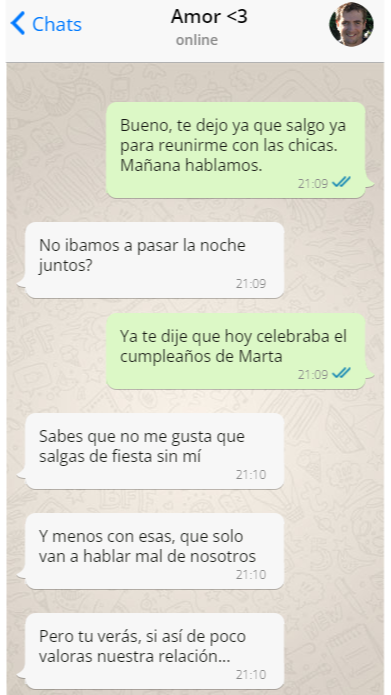 Chats
Amor <3
online
Bueno, te dejo ya que salgo ya
para reunirme con las chicas.
Mañana hablamos.
21:09
No ibamos a pasar la noche
juntos?
21:09
Ya te dije que hoy celebraba el
cumpleaños de Marta
21:09
Sabes que no me gusta que
salgas de fiesta sin mí
21:10
Y menos con esas, que solo
van a hablar mal de nosotros
21:10
Pero tu verás, si así de poco
valoras nuestra relación...
21:10